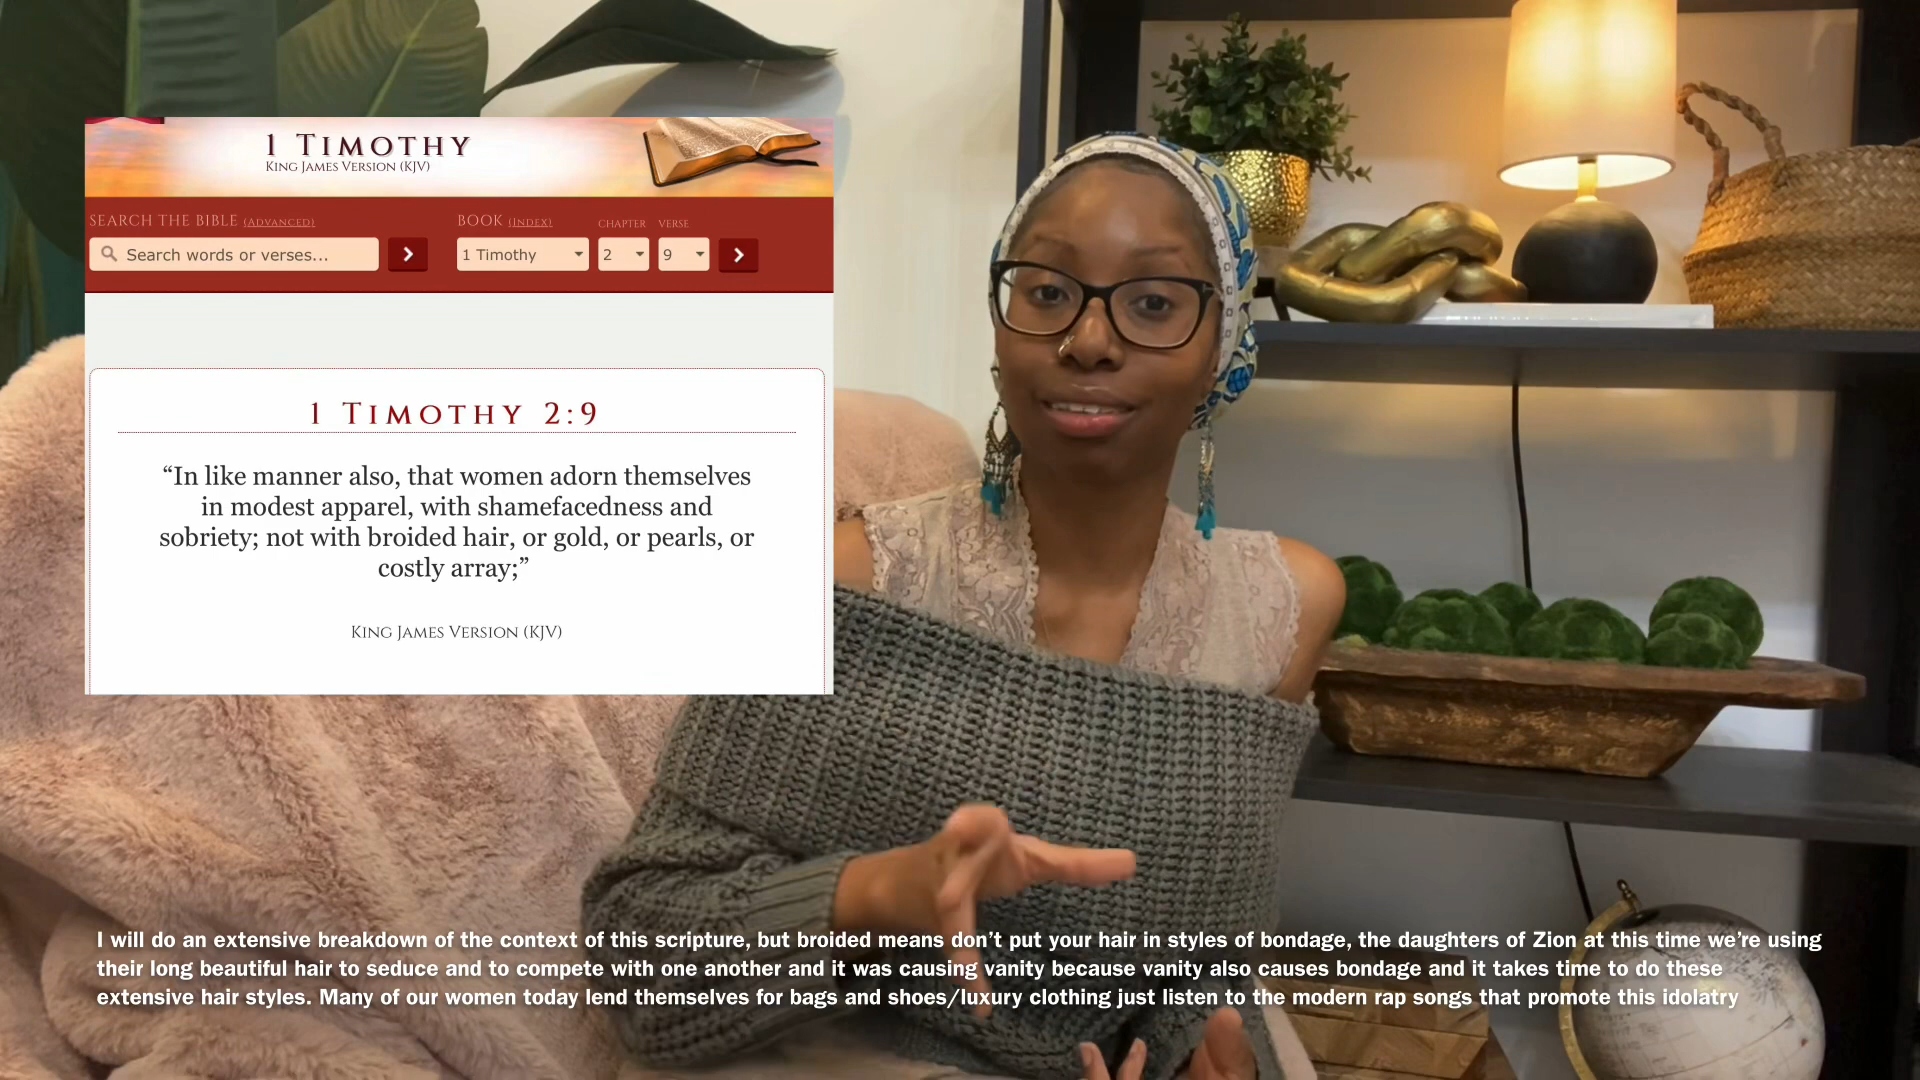 1 Timothy
King James Version (KJV)
SEARCH THE BIBLE (ADVANCED)
BOOK (INDEX)
CHAPTER
VERSE
Search words or verses...
1 Timothy
2
9
1 Timothy 2:9
“In like manner also, that women adorn themselves
in modest apparel, with shamefacedness and
sobriety; not with broided hair, or gold, or pearls, or
costly array;”
King James Version (KJV)
I will do an extensive breakdown of the context of this scripture, but broided means don’t put your hair in styles of bondage, the daughters of Zion at this time we’re using
their long beautiful hair to seduce and to compete with one another and it was causing vanity because vanity also causes bondage and it takes time to do these
extensive hair styles. Many of our women today lend themselves for bags and shoes/luxury clothing just listen to the modern rap songs that promote this idolatry